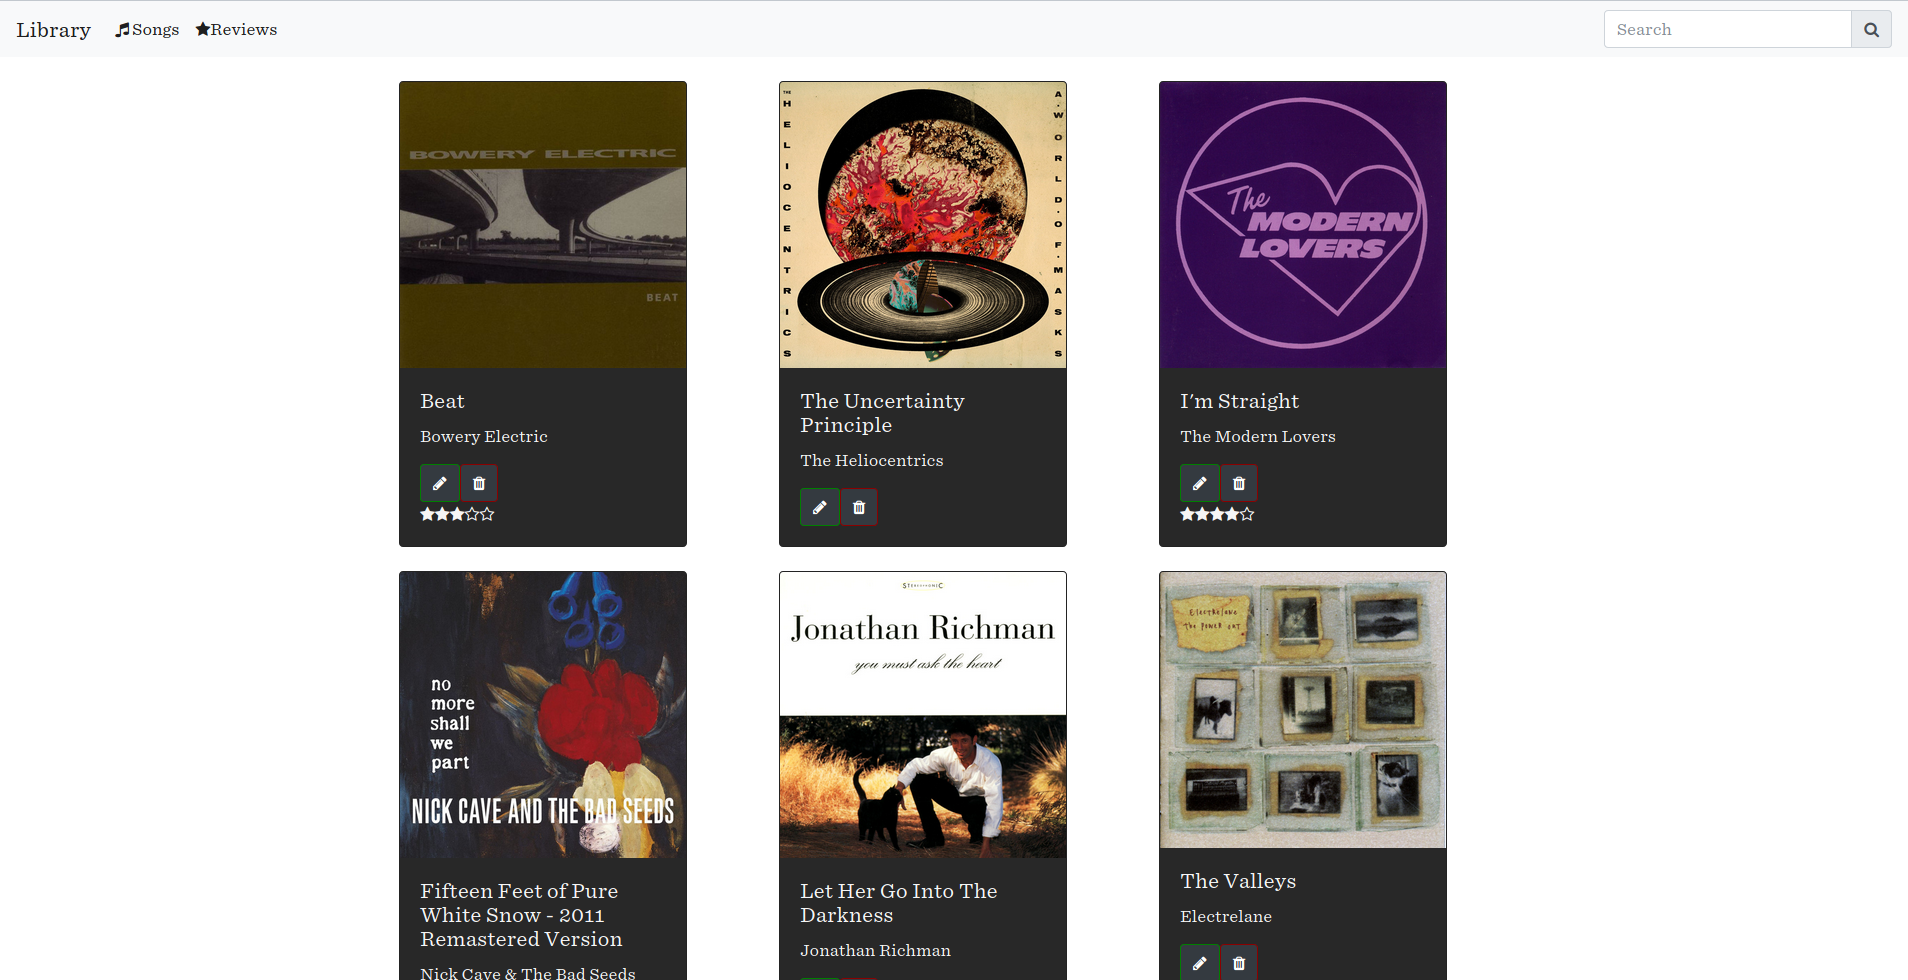 Library
Songs
Reviews
Search
BOWERY ELECTRIC
BEAT
THE
HELIOCENTRICS
A.WORLD.OF.MASKS
The
MODERN
LOVERS
Beat
Bowery Electric
The Uncertainty
Principle
The Heliocentrics
I'm Straight
The Modern Lovers
no
more
shall
we
part
NICK CAVE AND THE BAD SEEDS
Jonathan Richman
you must ask the heart
Electrelane
The Power Out
Fifteen Feet of Pure
White Snow - 2011
Remastered Version
Nick Cave & The Bad Seeds
Let Her Go Into The
Darkness
Jonathan Richman
The Valleys
Electrelane